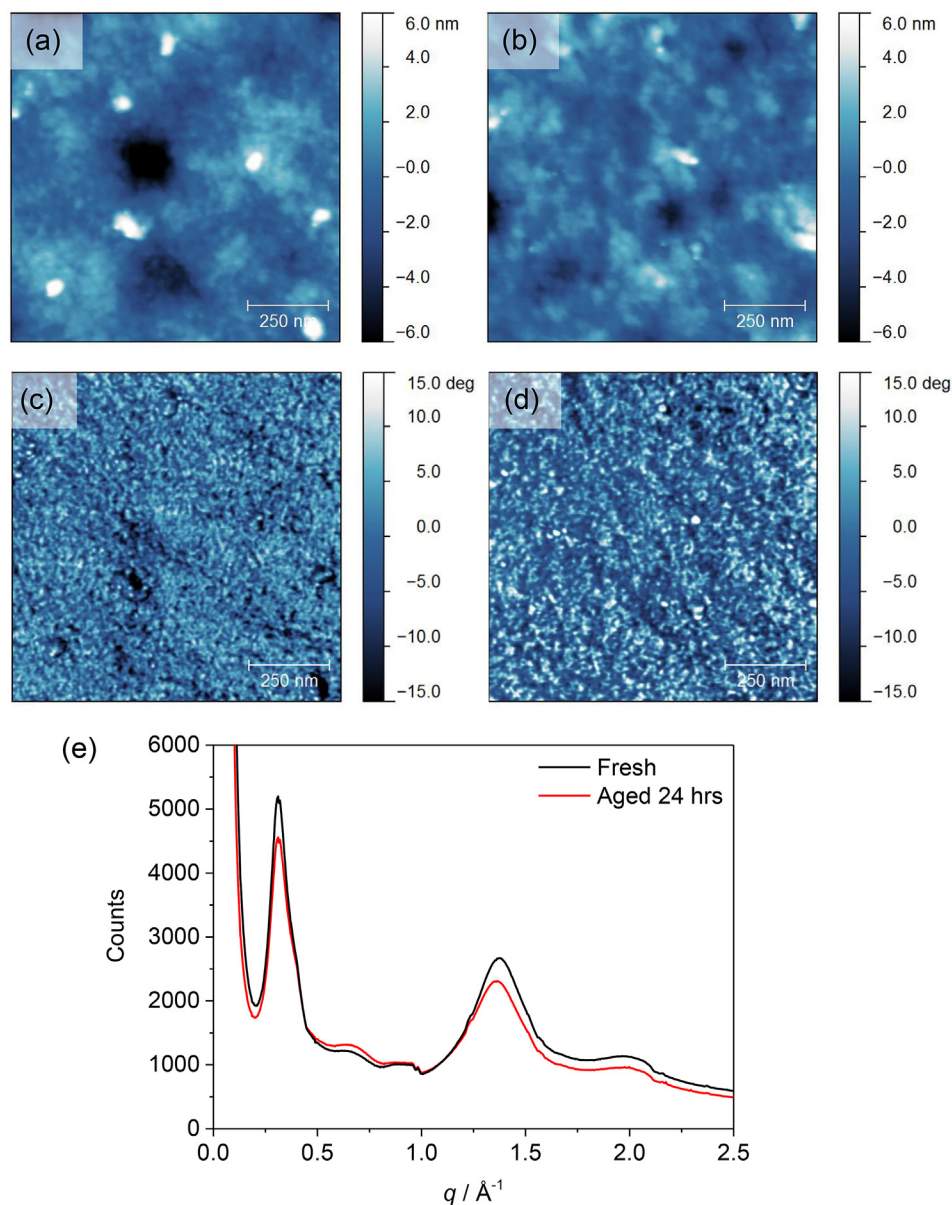 (a)
6.0 nm
4.0
2.0
−0.0
−2.0
−4.0
−6.0
250 nm
(b)
6.0 nm
4.0
2.0
−0.0
−2.0
−4.0
−6.0
250 nm
(c)
15.0 deg
10.0
5.0
0.0
−5.0
−10.0
−15.0
250 nm
(d)
15.0 deg
10.0
5.0
0.0
−5.0
−10.0
−15.0
250 nm
(e)
6000
5000
4000
3000
2000
1000
0
Counts
Fresh
Aged 24 hrs
0.0 0.5 1.0 1.5 2.0 2.5
q / Å⁻¹